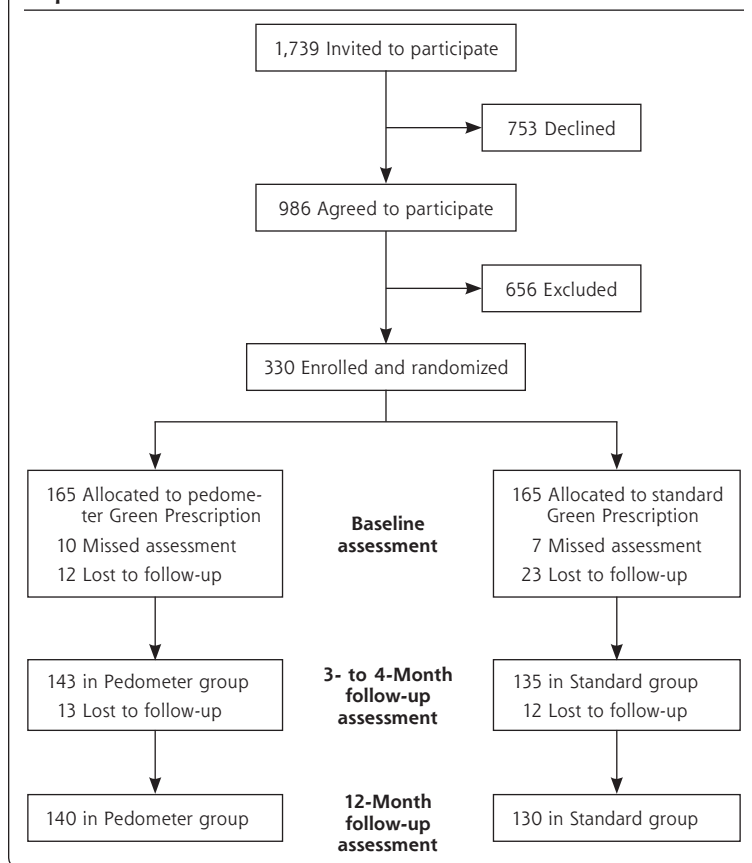 1,739 Invited to participate
753 Declined
986 Agreed to participate
656 Excluded
330 Enrolled and randomized
165 Allocated to pedome-
ter Green Prescription
10 Missed assessment
12 Lost to follow-up
Baseline
assessment
165 Allocated to standard
Green Prescription
7 Missed assessment
23 Lost to follow-up
143 in Pedometer group
13 Lost to follow-up
3- to 4-Month
follow-up
assessment
135 in Standard group
12 Lost to follow-up
140 in Pedometer group
12-Month
follow-up
assessment
130 in Standard group